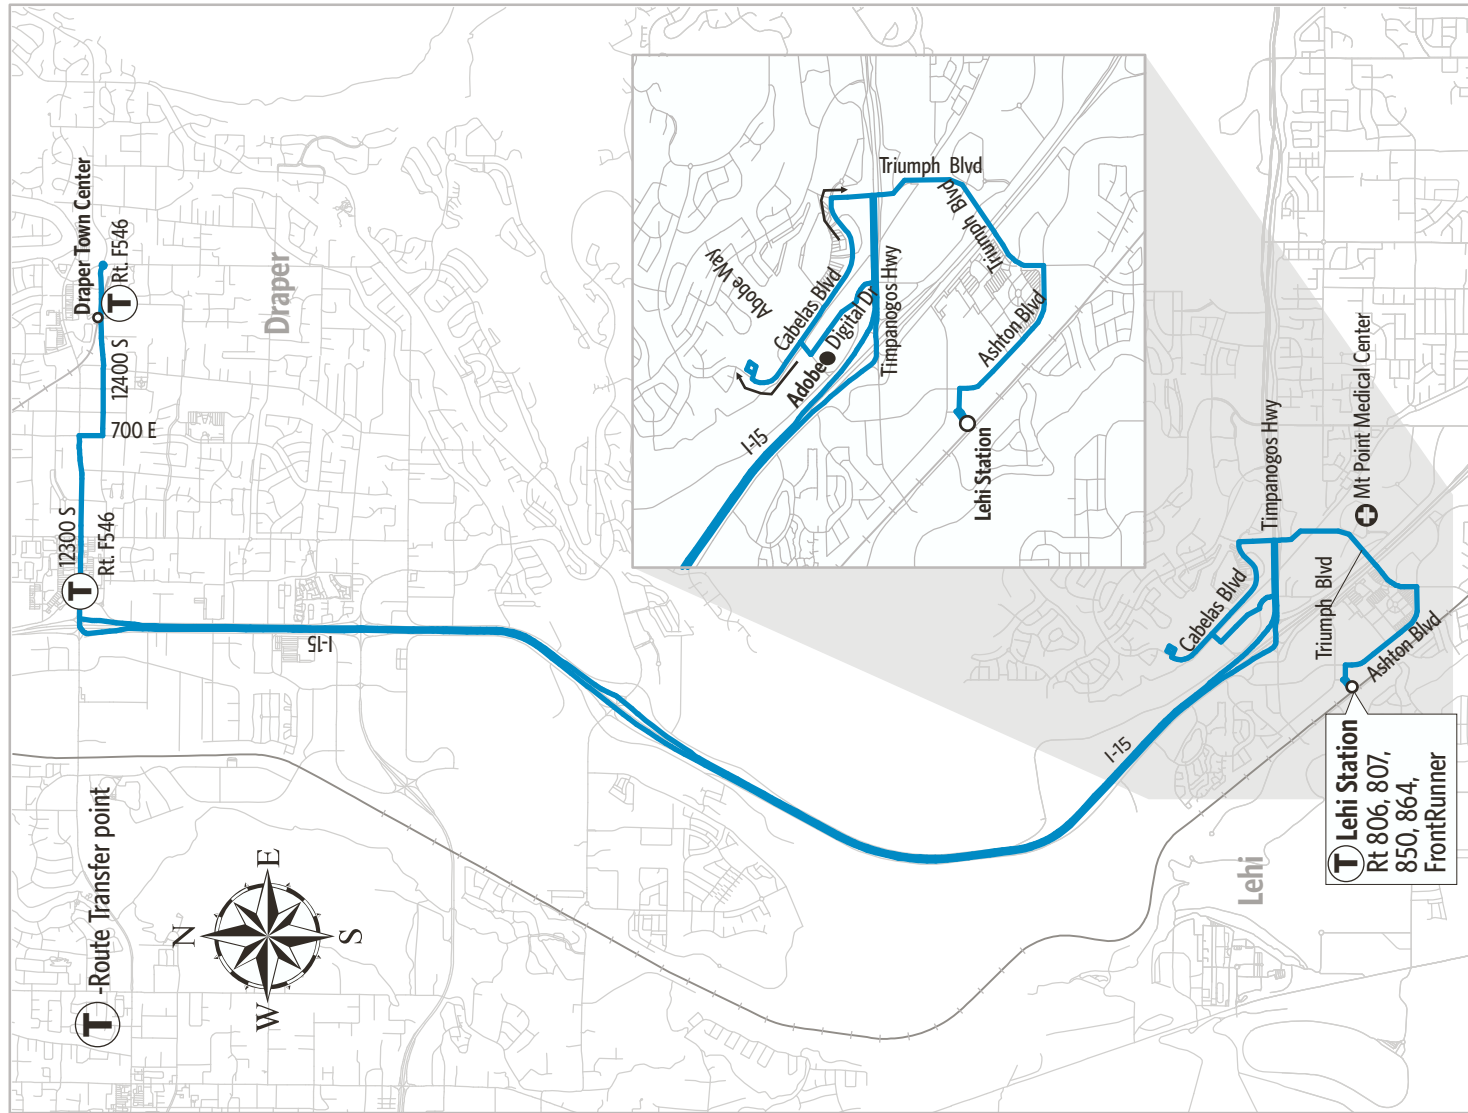 Draper Town Center
T
Rt. F546
12400 S
700 E
12300 S
T
Rt. F546
Draper
I-15
T
-Route Transfer point
N
E
S
W
Triumph Blvd
Triumph Blvd
Abobe Way
Cabelas Blvd
Digital Dr
Adobe
Timpanogos Hwy
Ashton Blvd
I-15
Lehi Station
Timpanogos Hwy
Mt Point Medical Center
Cabelas Blvd
Triumph Blvd
Ashton Blvd
I-15
Lehi
T Lehi Station
Rt 806, 807,
850, 864,
FrontRunner